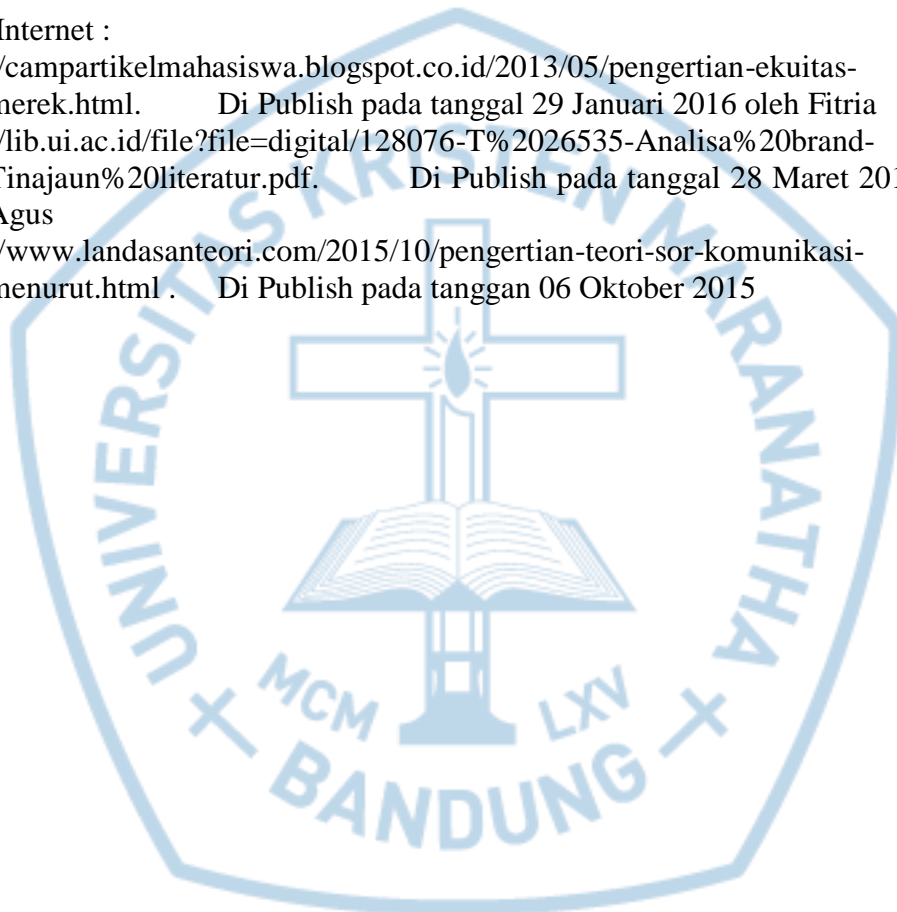 Internet :
/campartikelmahasiswa.blogspot.co.id/2013/05/pengertian-ekuitas-
merek.html. Di Publish pada tanggal 29 Januari 2016 oleh Fitria
/lib.ui.ac.id/file?file=digital/128076-T%2026535-Analisa%20brand-
Tinajaun%20literatur.pdf. Di Publish pada tanggal 28 Maret 201
Agus
/www.landasanteori.com/2015/10/pengertian-teori-sor-komunikasi-
menurut.html . Di Publish pada tanggan 06 Oktober 2015
UNIVERSITAS KRISTEN MARANATHA
MCM LXV
BANDUNG